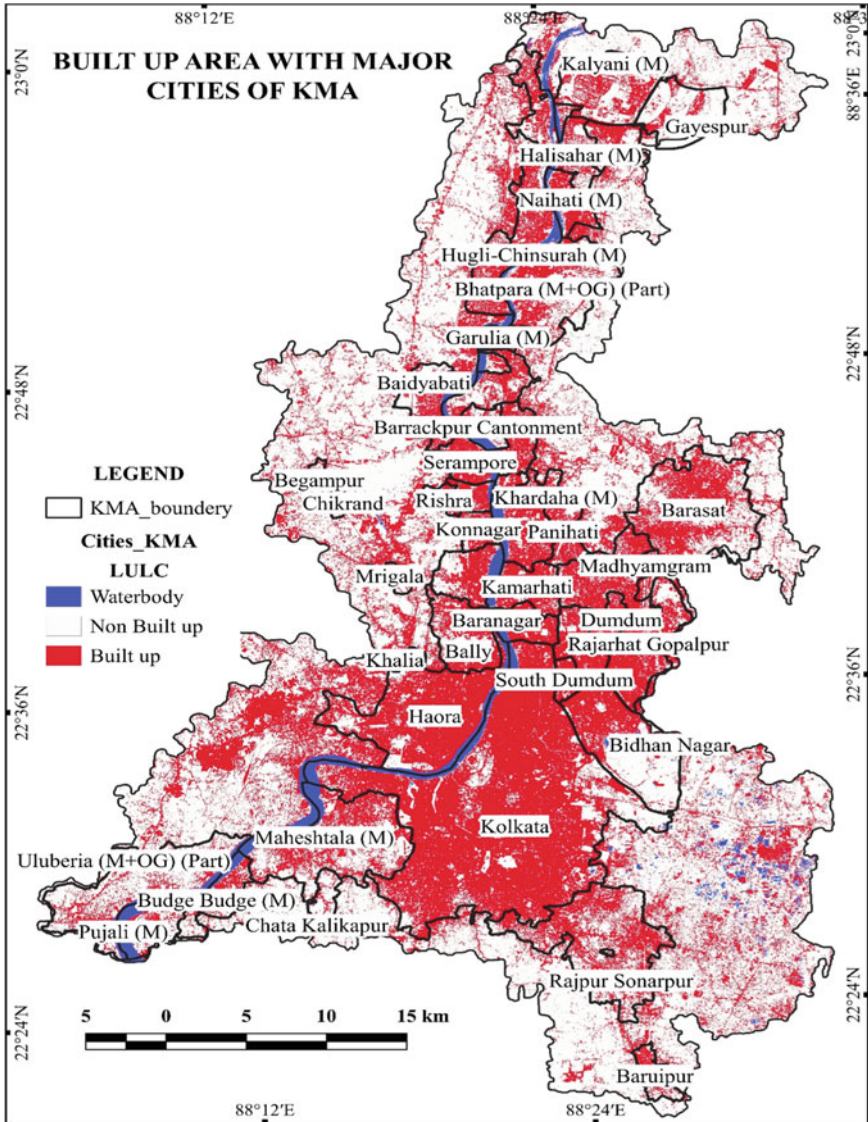 88°12′E
88°24′E
BUILT UP AREA WITH MAJOR
CITIES OF KMA
23°0′N
88°36′E
Kalyani (M)
Gayespur
Halisahar (M)
Naihati (M)
Hugli-Chinsurah (M)
Bhatpara (M+OG) (Part)
Garulia (M)
22°48′N
22°48′N
Baidyabati
Barrackpur Cantonment
Serampore
LEGEND
KMA_boundery
Cities_KMA
LULC
Waterbody
Non Built up
Built up
Begampur
Chikrand
Rishra
Khardaha (M)
Barasat
Konnagar
Panihati
Mrigala
Madhyamgram
Kamarhati
Baranagar
Dumdum
Bally
Rajarhat Gopalpur
Khalia
South Dumdum
22°36′N
22°36′N
Haora
Bidhan Nagar
Kolkata
Maheshtala (M)
Uluberia (M+OG) (Part)
Budge Budge (M)
Pujali (M)
Chata Kalikapur
Rajpur Sonarpur
22°24′N
22°24′N
5 0 5 10 15 km
Baruipur
88°12′E
88°24′E